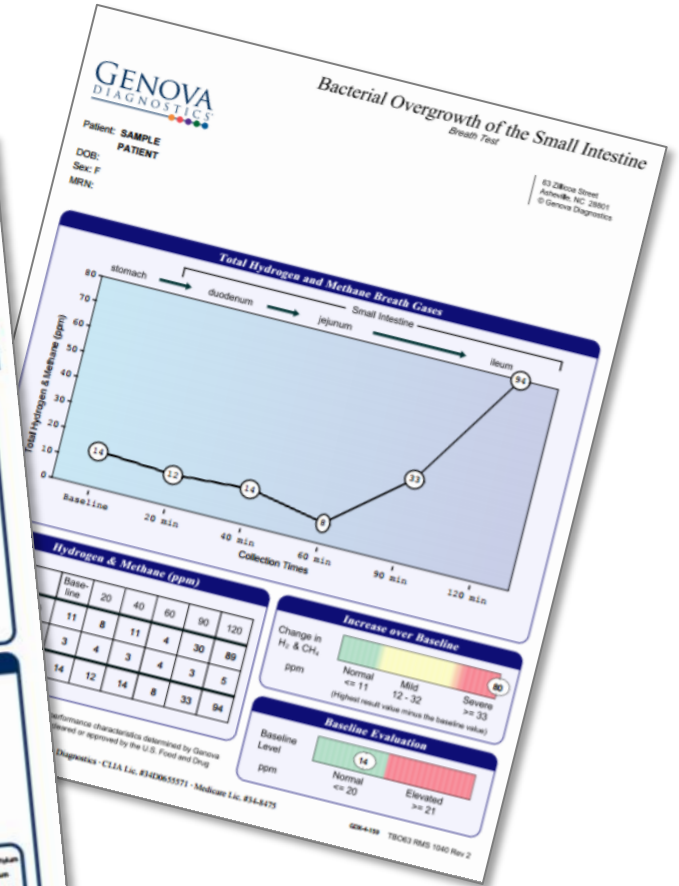 GENOVA
DIAGNOSTICS
Bacterial Overgrowth of the Small Intestine
Breath Test
Patient: SAMPLE
PATIENT
DOB:
Sex: F
MRN:
63 Zillicoa Street
Asheville, NC 28801
© Genova Diagnostics
Total Hydrogen and Methane Breath Gases
stomach
duodenum
jejunum
Small Intestine
ileum
Total Hydrogen & Methane (ppm)
80
70
60
50
40
30
20
10
0
14
12
14
8
33
94
Baseline
20 min
40 min
60 min
90 min
120 min
Collection Times
Hydrogen & Methane (ppm)
Base-
line 20 40 60 90 120
11 8 11 4 30 89
3 4 3 4 3 5
14 12 14 8 33 94
Increase over Baseline
Change in
H₂ & CH₄
ppm
80
Normal Mild Severe
<= 11 12 - 32 >= 33
(Highest result value minus the baseline value)
Baseline Evaluation
Baseline
Level
ppm
14
Normal Elevated
<= 20 >= 21
performance characteristics determined by Genova
cleared or approved by the U.S. Food and Drug
Diagnostics · CLIA Lic. #34D0655571 · Medicare Lic. #34-8475
TBO63 RMS 1040 Rev 2